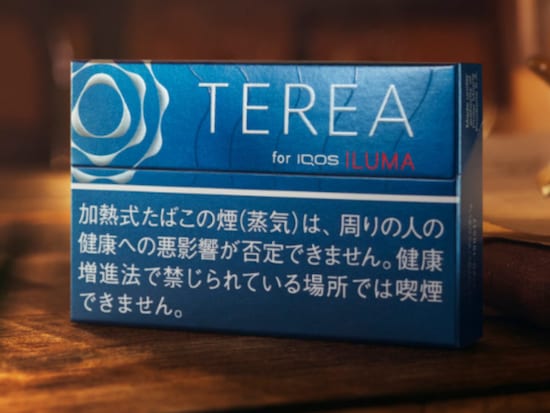 TEREA
for IQOS ILUMA
加熱式たばこの煙(蒸気)は、周りの人の
健康への悪影響が否定できません。健康
増進法で禁じられている場所では喫煙
できません。